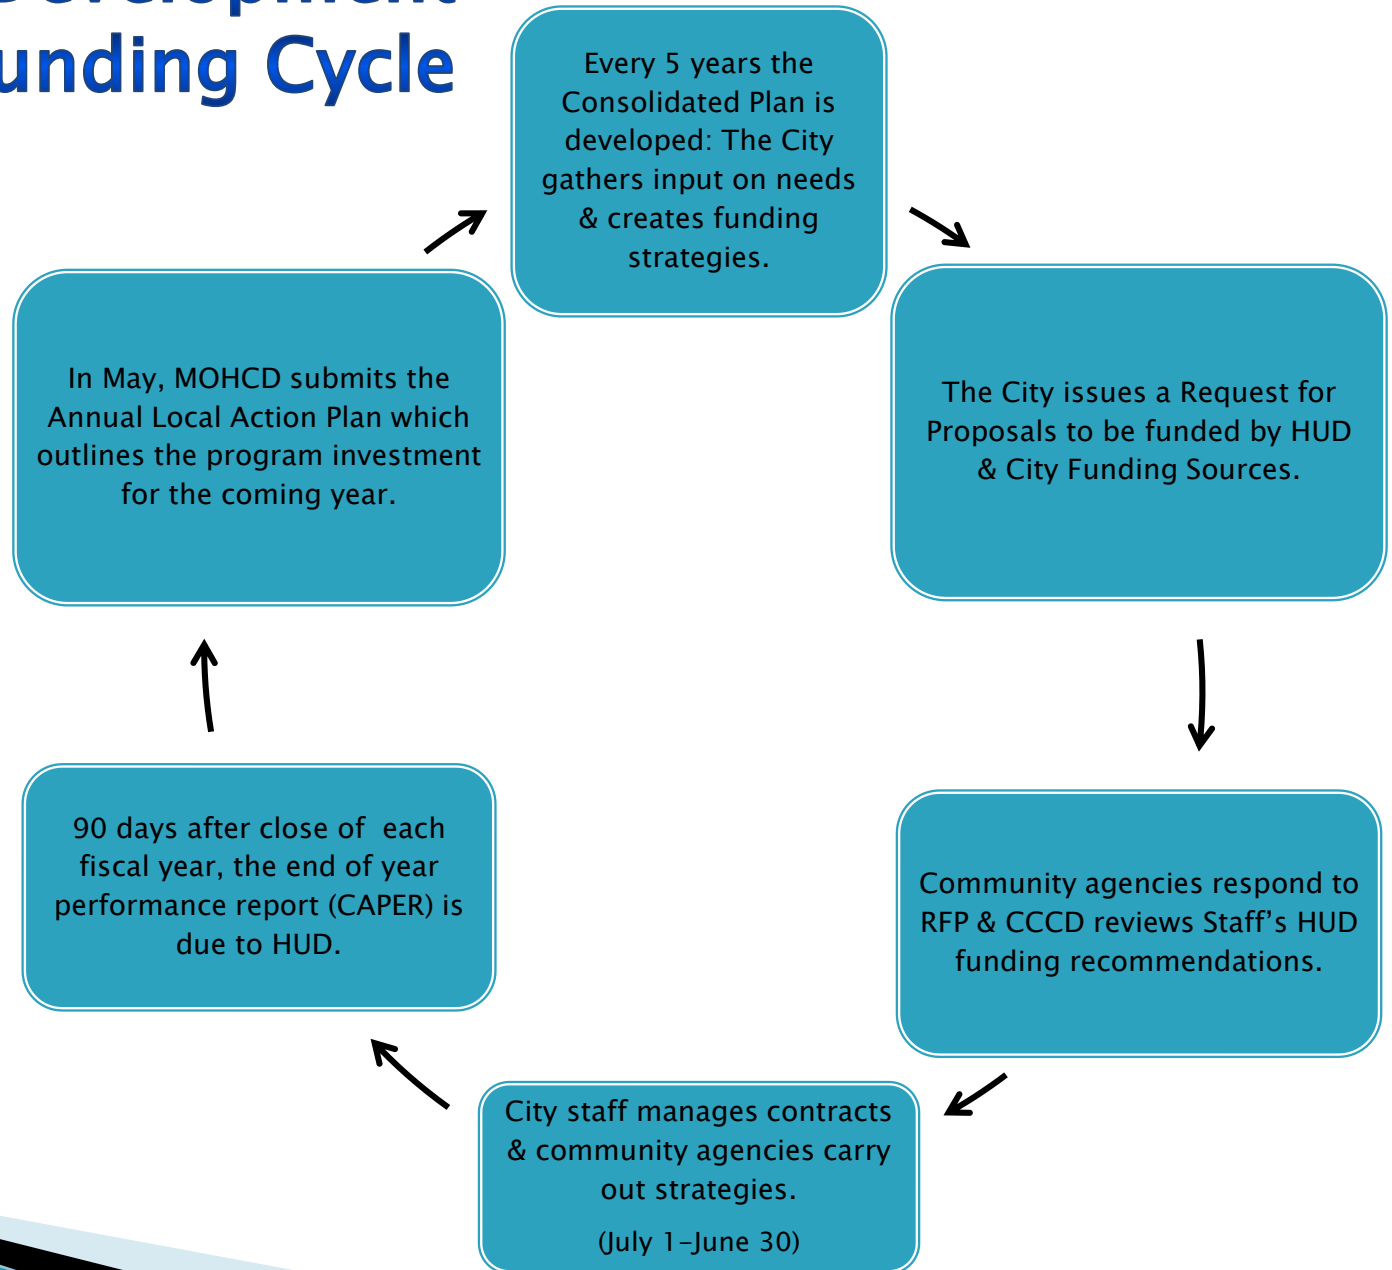 unding Cycle
Every 5 years the
Consolidated Plan is
developed: The City
gathers input on needs
& creates funding
strategies.
The City issues a Request for
Proposals to be funded by HUD
& City Funding Sources.
Community agencies respond to
RFP & CCCD reviews Staff’s HUD
funding recommendations.
City staff manages contracts
& community agencies carry
out strategies.
(July 1–June 30)
90 days after close of  each
fiscal year, the end of year
performance report (CAPER) is
due to HUD.
In May, MOHCD submits the
Annual Local Action Plan which
outlines the program investment
for the coming year.